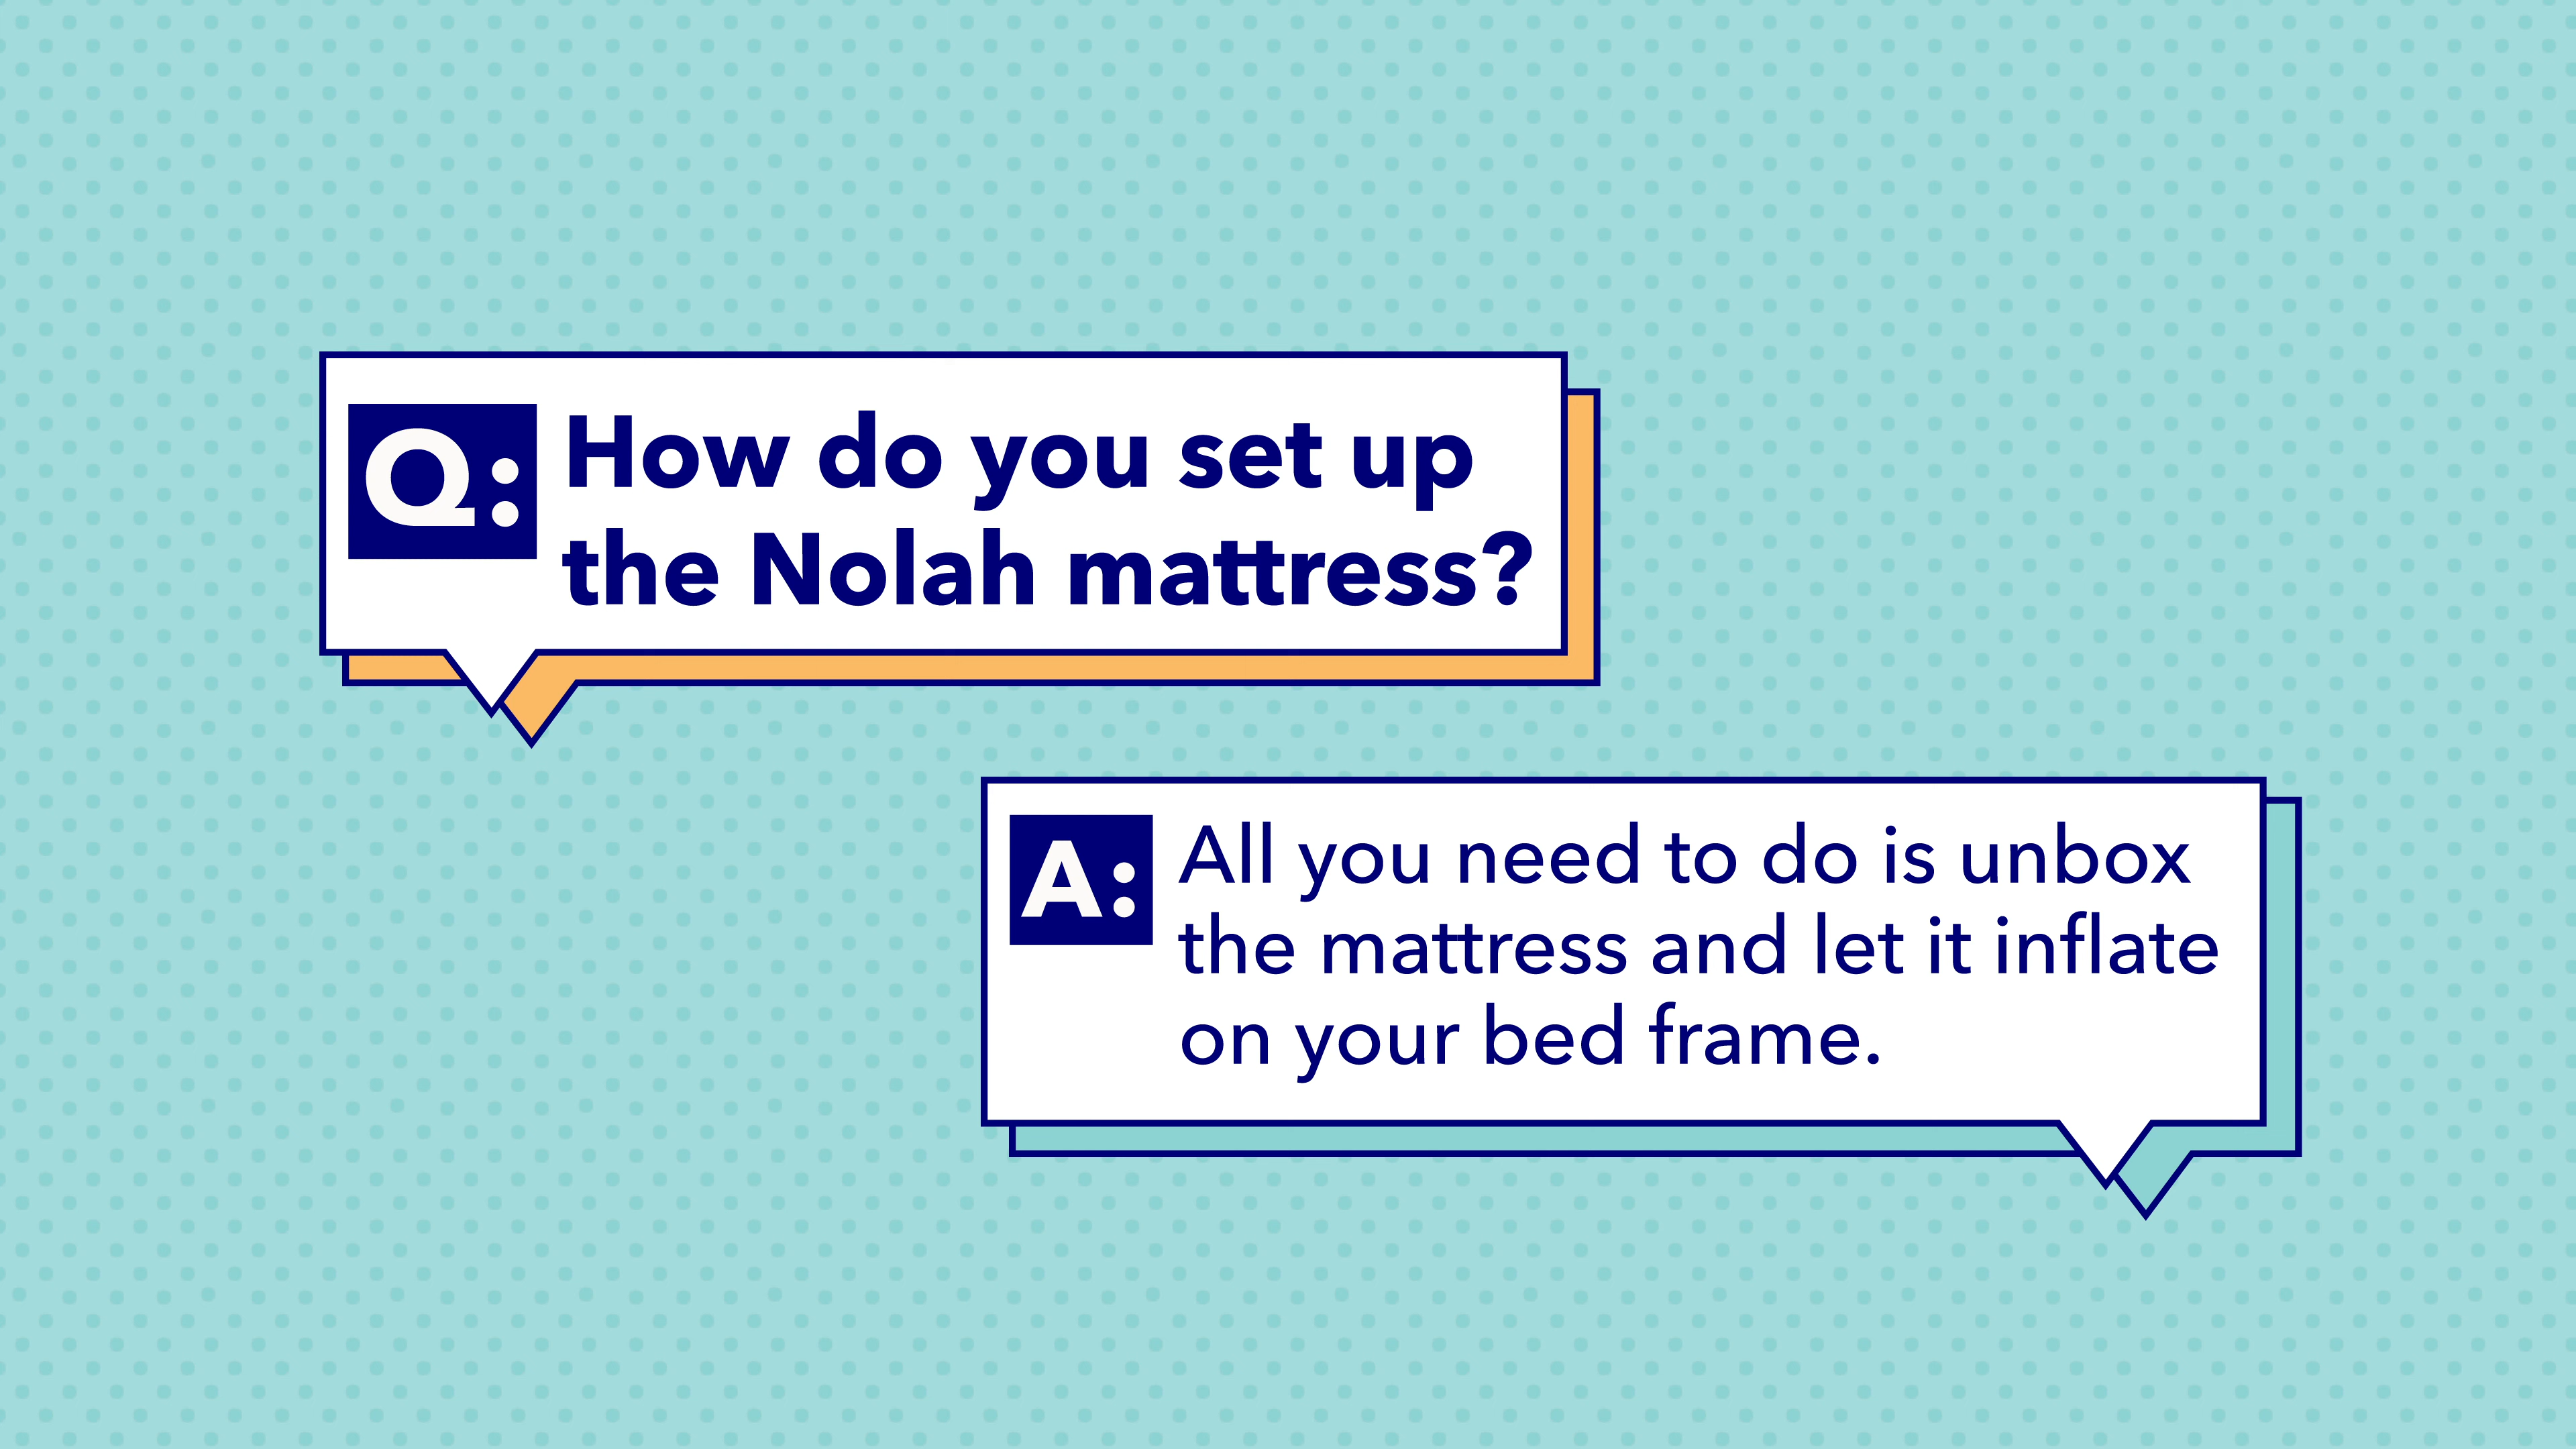 Q: How do you set up
the Nolah mattress?
A: All you need to do is unbox
the mattress and let it inflate
on your bed frame.